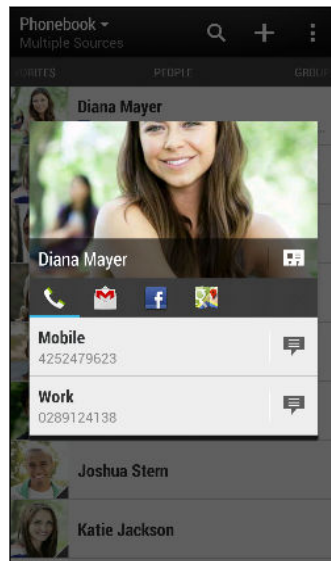 Phonebook
Multiple Sources
PEOPLE
Diana Mayer
Diana Mayer
Mobile
4252479623
Work
0289124138
Joshua Stern
Katie Jackson